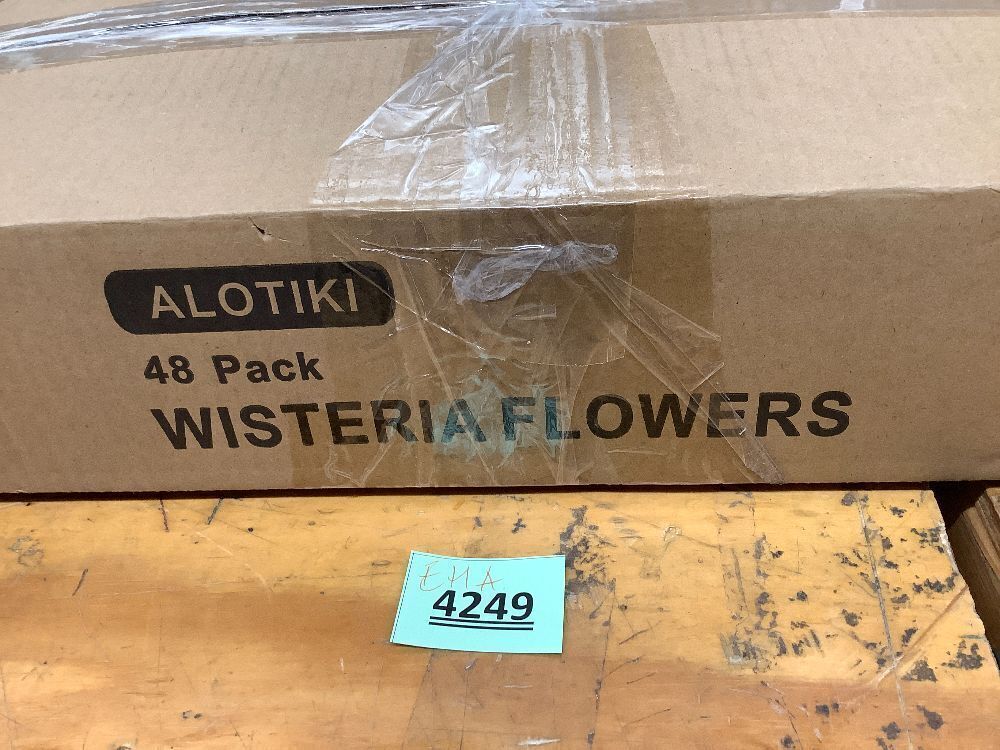 ALOTIKI
48 Pack
WISTERIA FLOWERS
EMA
4249